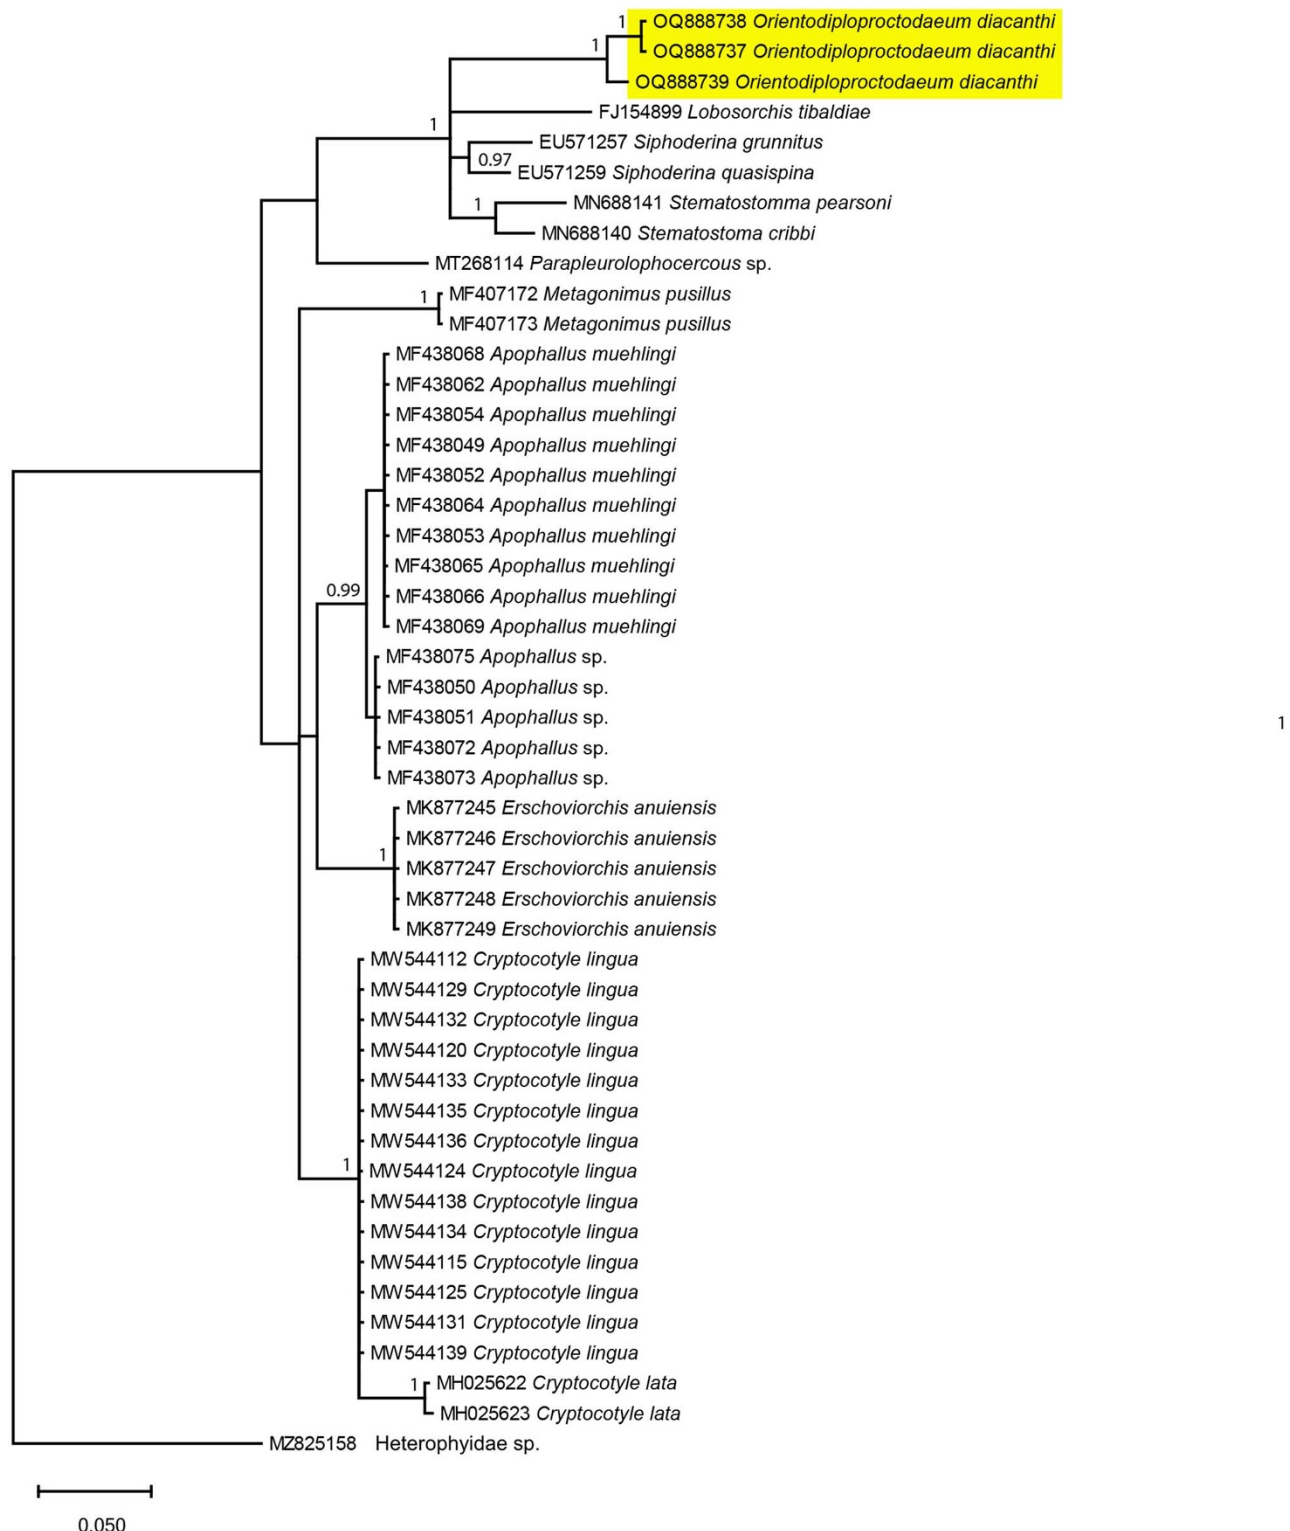 1
OQ888738 Orientodiploproctodaeum diacanthi
1
OQ888737 Orientodiploproctodaeum diacanthi
OQ888739 Orientodiploproctodaeum diacanthi
FJ154899 Lobosorchis tibaldiae
1
EU571257 Siphoderina grunnitus
0.97
EU571259 Siphoderina quasispina
1
MN688141 Stematostomma pearsoni
MN688140 Stematostoma cribbi
MT268114 Parapleurolophocercous sp.
1
MF407172 Metagonimus pusillus
MF407173 Metagonimus pusillus
MF438068 Apophallus muehlingi
MF438062 Apophallus muehlingi
MF438054 Apophallus muehlingi
MF438049 Apophallus muehlingi
MF438052 Apophallus muehlingi
MF438064 Apophallus muehlingi
MF438053 Apophallus muehlingi
MF438065 Apophallus muehlingi
0.99
MF438066 Apophallus muehlingi
MF438069 Apophallus muehlingi
MF438075 Apophallus sp.
MF438050 Apophallus sp.
MF438051 Apophallus sp.
1
MF438072 Apophallus sp.
MF438073 Apophallus sp.
MK877245 Erschoviorchis anuiensis
MK877246 Erschoviorchis anuiensis
1
MK877247 Erschoviorchis anuiensis
MK877248 Erschoviorchis anuiensis
MK877249 Erschoviorchis anuiensis
MW544112 Cryptocotyle lingua
MW544129 Cryptocotyle lingua
MW544132 Cryptocotyle lingua
MW544120 Cryptocotyle lingua
MW544133 Cryptocotyle lingua
MW544135 Cryptocotyle lingua
MW544136 Cryptocotyle lingua
1
MW544124 Cryptocotyle lingua
MW544138 Cryptocotyle lingua
MW544134 Cryptocotyle lingua
MW544115 Cryptocotyle lingua
MW544125 Cryptocotyle lingua
MW544131 Cryptocotyle lingua
MW544139 Cryptocotyle lingua
1
MH025622 Cryptocotyle lata
MH025623 Cryptocotyle lata
MZ825158 Heterophyidae sp.
0.050